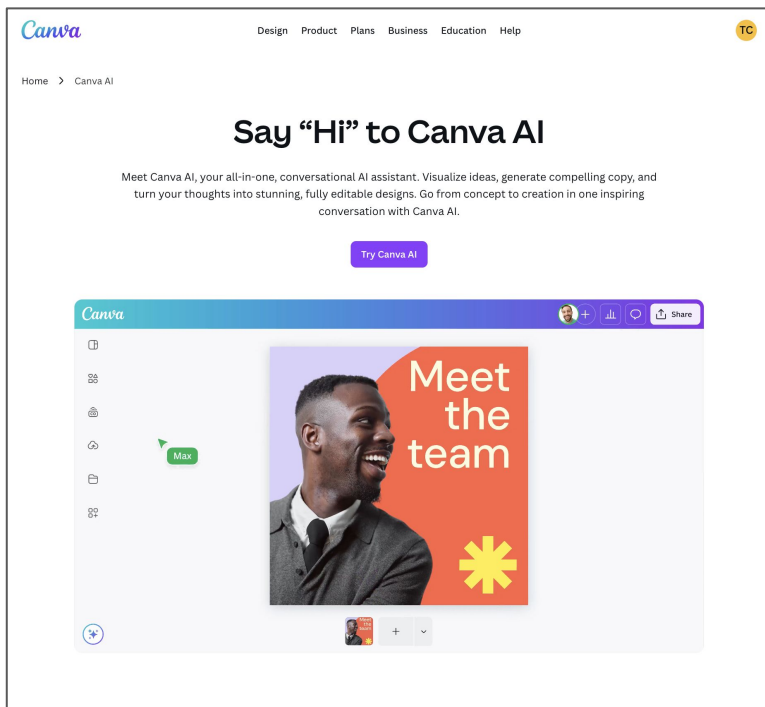 Canva
Design Product Plans Business Education Help
TC
Home > Canva AI
Say “Hi” to Canva AI
Meet Canva AI, your all-in-one, conversational AI assistant. Visualize ideas, generate compelling copy, and
turn your thoughts into stunning, fully editable designs. Go from concept to creation in one inspiring
conversation with Canva AI.
Try Canva AI
Canva
Share
Max
Meet
the
team
Meet
the
team